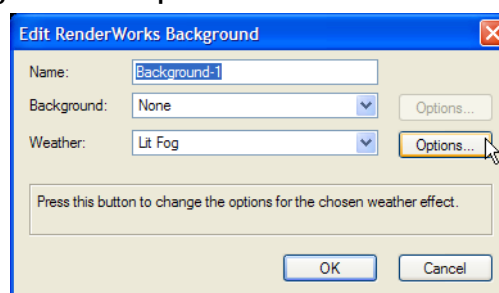 Edit RenderWorks Background
Name: Background-1
Background: None Options...
Weather: Lit Fog Options...
Press this button to change the options for the chosen weather effect.
OK Cancel